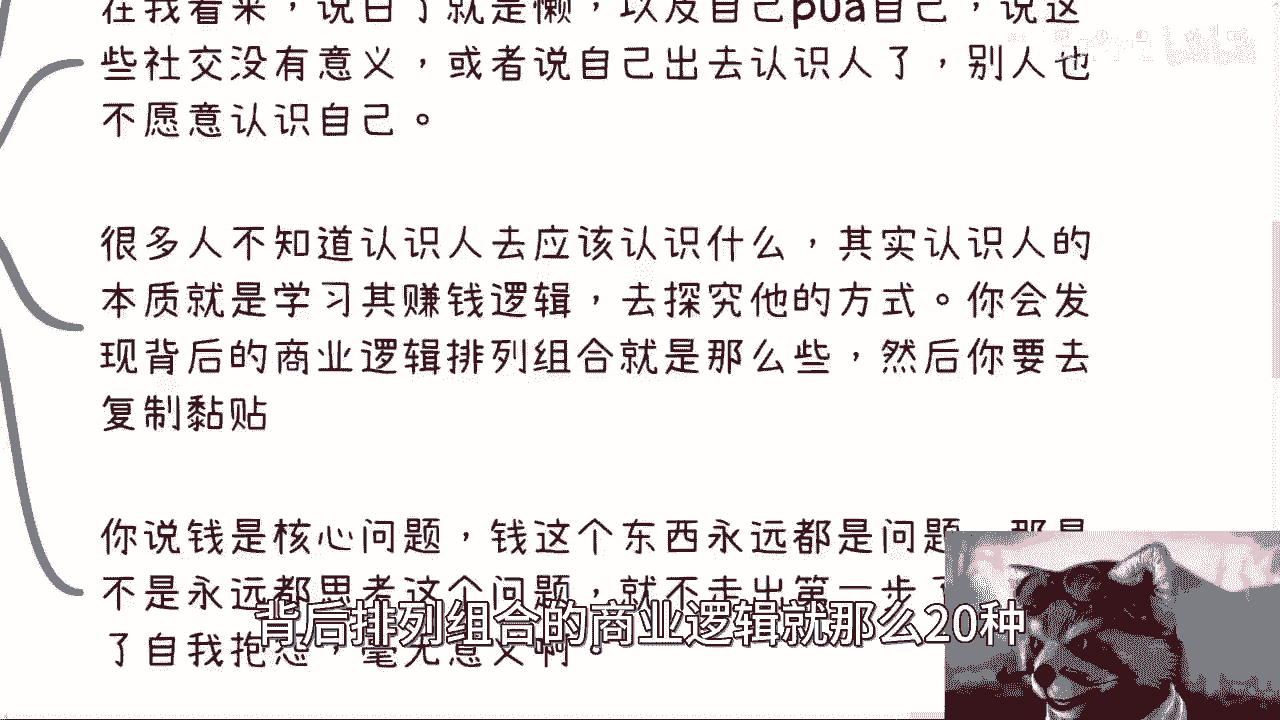 在我看来，说白了就是懒，以及自己pua自己，说这
些社交没有意义，或者说自己出去认识人了，别人也
不愿意认识自己。
很多人不知道认识人去应该认识什么，其实认识人的
本质就是学习其赚钱逻辑，去探究他的方式。你会发
现背后的商业逻辑排列组合就是那么些，然后你要去
复制黏贴
你说钱是核心问题，钱这个东西永远都是问题，那是
不是永远都思考这个问题，就不走出第一步了
了自我抱怨，毫无意义啊。
背后排列组合的商业逻辑就那么20种